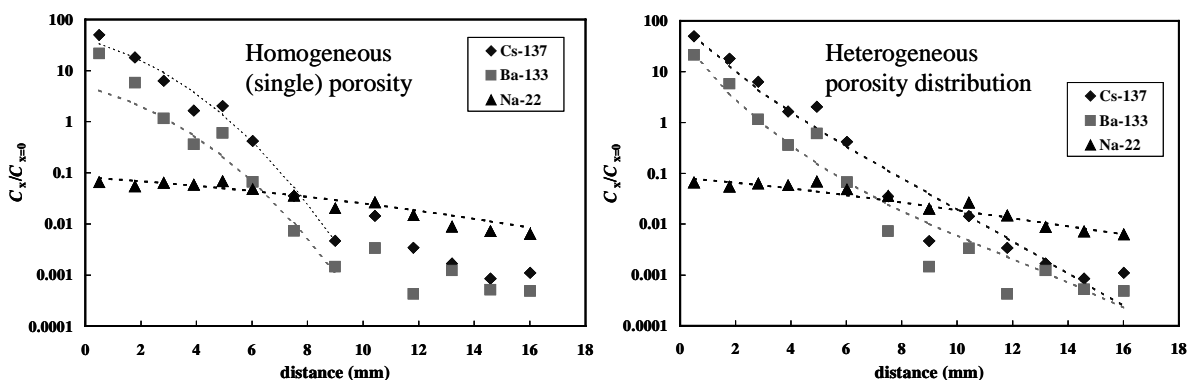 100
10
1
0.1
0.01
0.001
0.0001
C_x/C_{x=0}
Homogeneous
(single) porosity
Cs-137
Ba-133
Na-22
0 2 4 6 8 10 12 14 16 18
distance (mm)
100
10
1
0.1
0.01
0.001
0.0001
C_x/C_{x=0}
Heterogeneous
porosity distribution
Cs-137
Ba-133
Na-22
0 2 4 6 8 10 12 14 16 18
distance (mm)